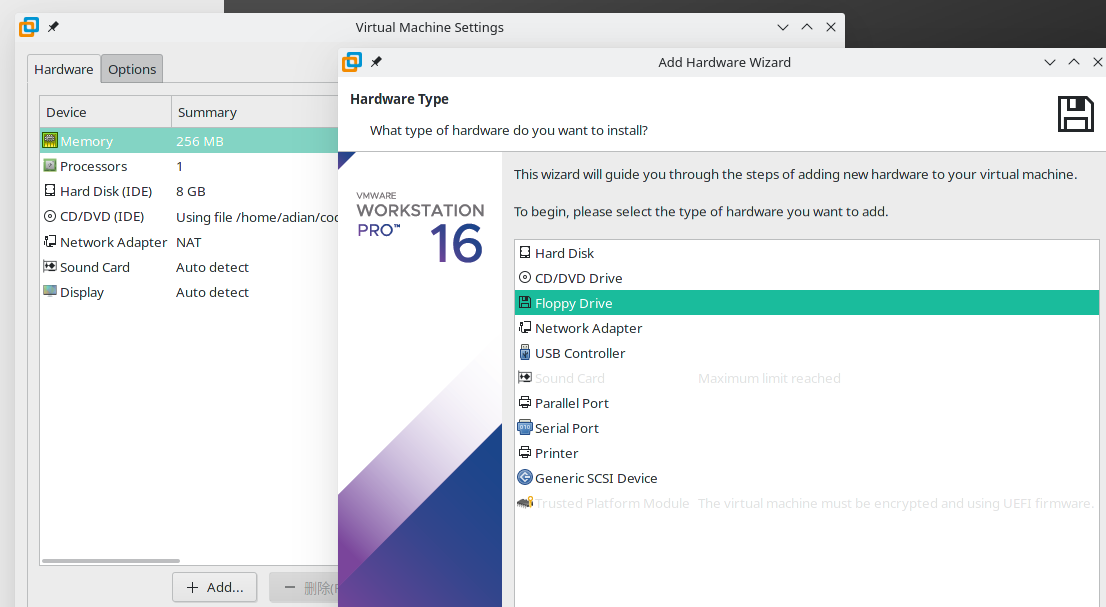 Virtual Machine Settings
Hardware
Options
Device Summary
Memory 256 MB
Processors 1
Hard Disk (IDE) 8 GB
CD/DVD (IDE) Using file /home/adian/
Network Adapter NAT
Sound Card Auto detect
Display Auto detect
Add...
删除(
Add Hardware Wizard
Hardware Type
What type of hardware do you want to install?
VMWARE
WORKSTATION
PRO™ 16
This wizard will guide you through the steps of adding new hardware to your virtual machine.
To begin, please select the type of hardware you want to add.
Hard Disk
CD/DVD Drive
Floppy Drive
Network Adapter
USB Controller
Sound Card Maximum limit reached
Parallel Port
Serial Port
Printer
Generic SCSI Device
Trusted Platform Module The virtual machine must be encrypted and using UEFI firmware.